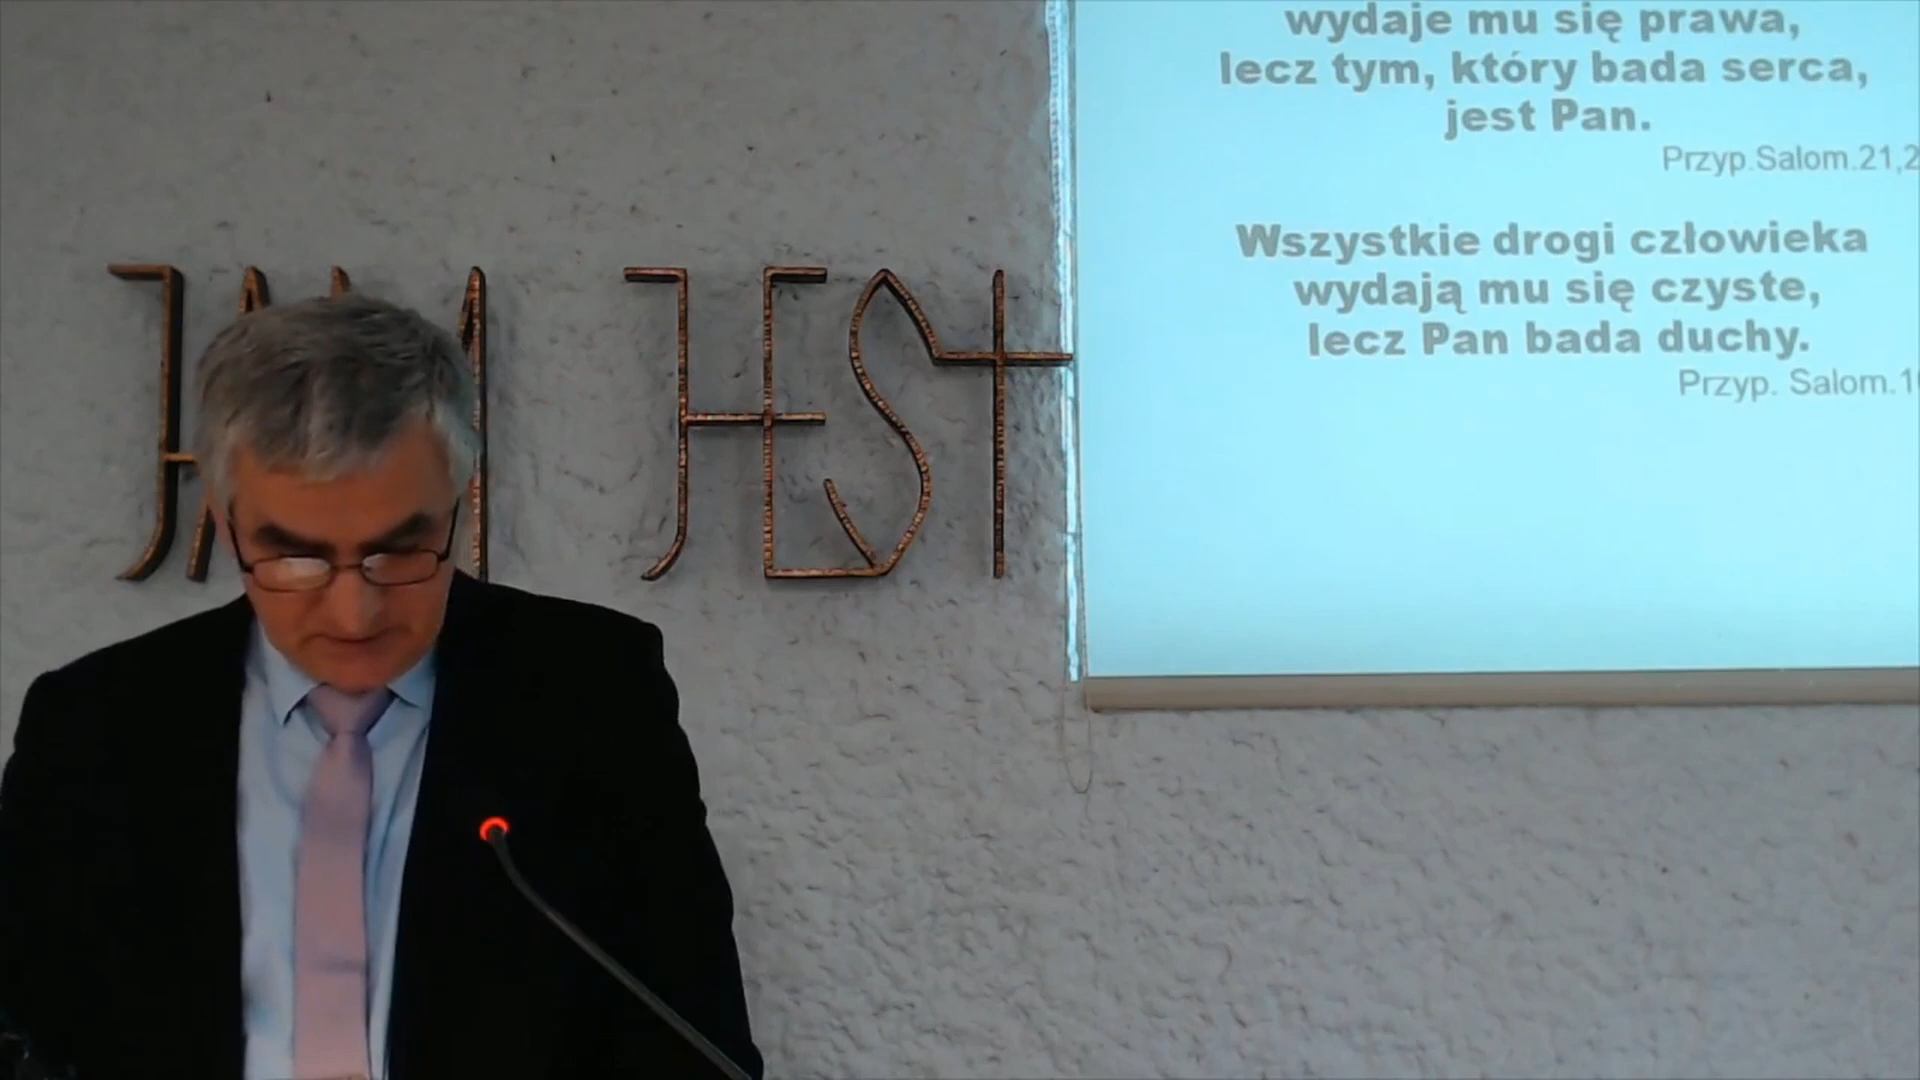 JAM JEST
wydaje mu się prawa,
lecz tym, który bada serca,
jest Pan.
Przyp.Salom.21,2
Wszystkie drogi człowieka
wydają mu się czyste,
lecz Pan bada duchy.
Przyp. Salom.1